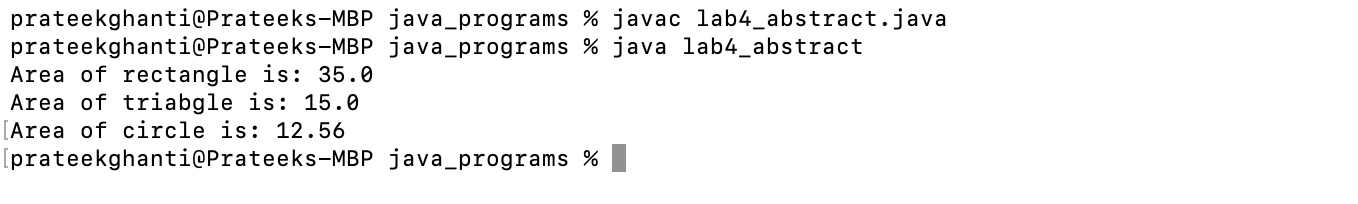 prateekghanti@Prateeks-MBP java_programs % javac lab4_abstract.java
prateekghanti@Prateeks-MBP java_programs % java lab4_abstract
Area of rectangle is: 35.0
Area of triabgle is: 15.0
[Area of circle is: 12.56
[prateekghanti@Prateeks-MBP java_programs %